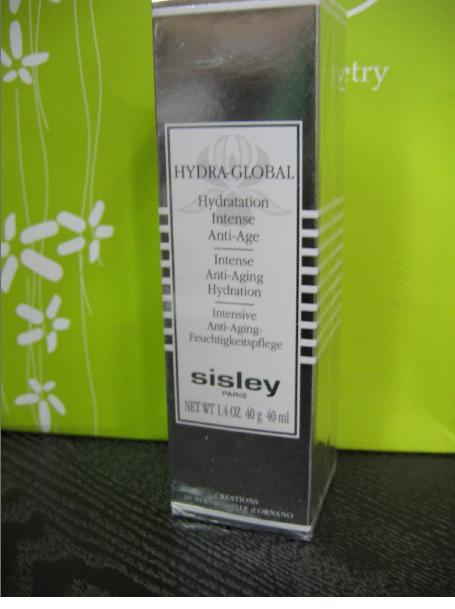 HYDRA-GLOBAL
Hydratation
Intense
Anti-Age
Intense
Anti-Aging
Hydration
Intensive
Anti-Aging-
Feuchtigkeitspflege
sisley
PARIS
NET WT 1.4 OZ 40 g 40 ml
CREATIONS
d'ORNANO
etry